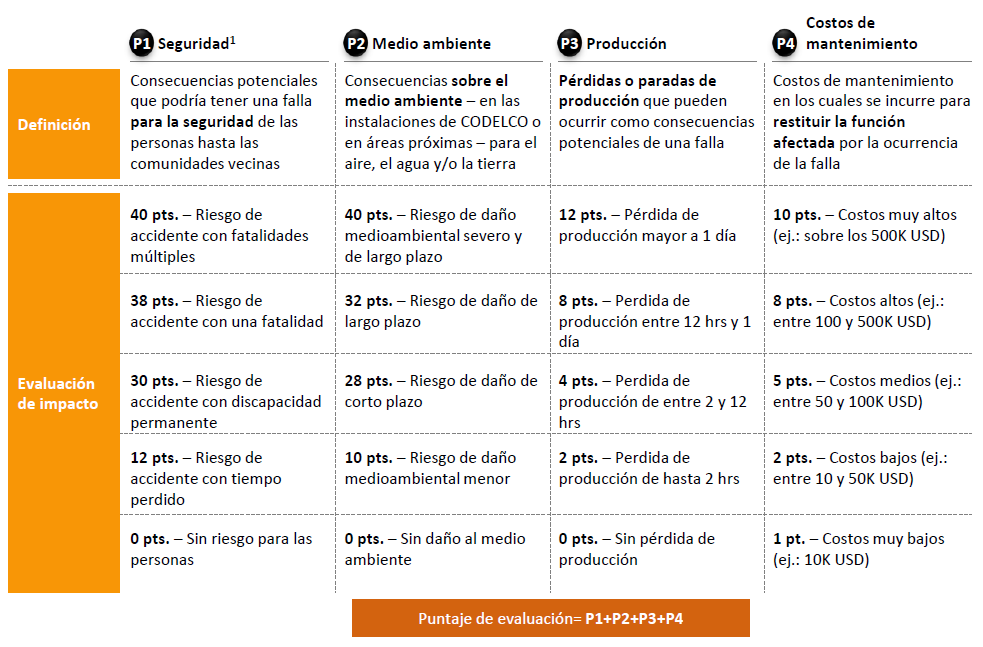 P1 Seguridad1
P2 Medio ambiente
P3 Producción
P4 Costos de
mantenimiento
Definición
Consecuencias potenciales
que podría tener una falla
para la seguridad de las
personas hasta las
comunidades vecinas
Consecuencias sobre el
medio ambiente – en las
instalaciones de CODELCO o
en áreas próximas – para el
aire, el agua y/o la tierra
Pérdidas o paradas de
producción que pueden
ocurrir como consecuencias
potenciales de una falla
Costos de mantenimiento
en los cuales se incurre para
restituir la función
afectada por la ocurrencia
de la falla
Evaluación
de impacto
40 pts. – Riesgo de
accidente con fatalidades
múltiples
40 pts. – Riesgo de daño
medioambiental severo y
de largo plazo
12 pts. – Pérdida de
producción mayor a 1 día
10 pts. – Costos muy altos
(ej.: sobre los 500K USD)
38 pts. – Riesgo de
accidente con una fatalidad
32 pts. – Riesgo de daño de
largo plazo
8 pts. – Perdida de
producción entre 12 hrs y 1
día
8 pts. – Costos altos (ej.:
entre 100 y 500K USD)
30 pts. – Riesgo de
accidente con discapacidad
permanente
28 pts. – Riesgo de daño de
corto plazo
4 pts. – Perdida de
producción de entre 2 y 12
hrs
5 pts. – Costos medios (ej.:
entre 50 y 100K USD)
12 pts. – Riesgo de
accidente con tiempo
perdido
10 pts. – Riesgo de daño
medioambiental menor
2 pts. – Perdida de
producción de hasta 2 hrs
2 pts. – Costos bajos (ej.:
entre 10 y 50K USD)
0 pts. – Sin riesgo para las
personas
0 pts. – Sin daño al medio
ambiente
0 pts. – Sin pérdida de
producción
1 pt. – Costos muy bajos
(ej.: 10K USD)
Puntaje de evaluación= P1+P2+P3+P4